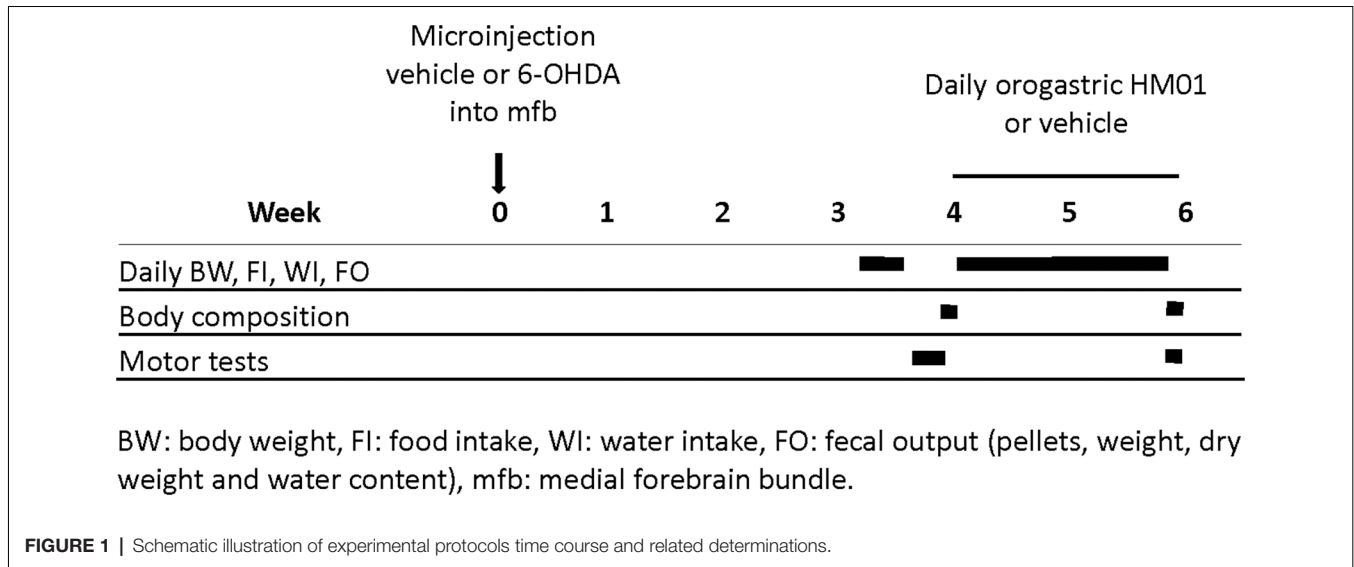 Microinjection
vehicle or 6-OHDA
into mfb
Daily orogastric HM01
or vehicle
Week 0 1 2 3 4 5 6
Daily BW, FI, WI, FO
Body composition
Motor tests
BW: body weight, FI: food intake, WI: water intake, FO: fecal output (pellets, weight, dry
weight and water content), mfb: medial forebrain bundle.
FIGURE 1 | Schematic illustration of experimental protocols time course and related determinations.